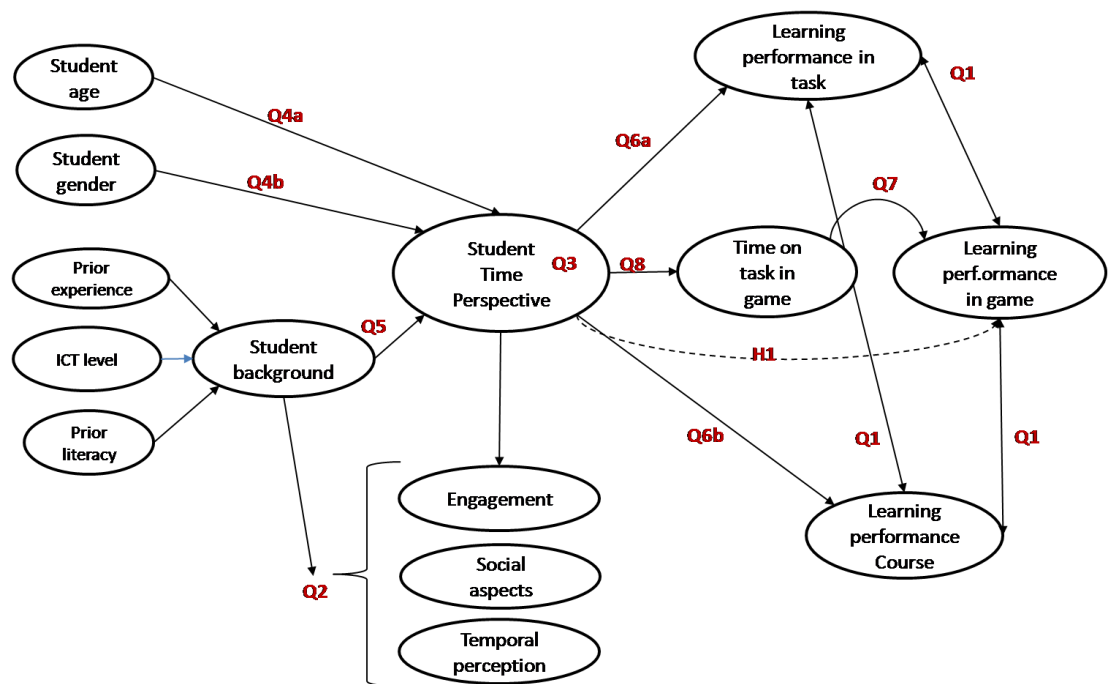 Student
age
Q4a
Student
gender
Q4b
Prior
experience
ICT level
Prior
literacy
Student
background
Q5
Q2
Student
Time
Perspective
Q3
Q8
Engagement
Social
aspects
Temporal
perception
Q6a
Learning
performance in
task
Q1
Time on
task in
game
Q7
Learning
perf.ormance
in game
H1
Q6b
Q1
Q1
Learning
performance
Course